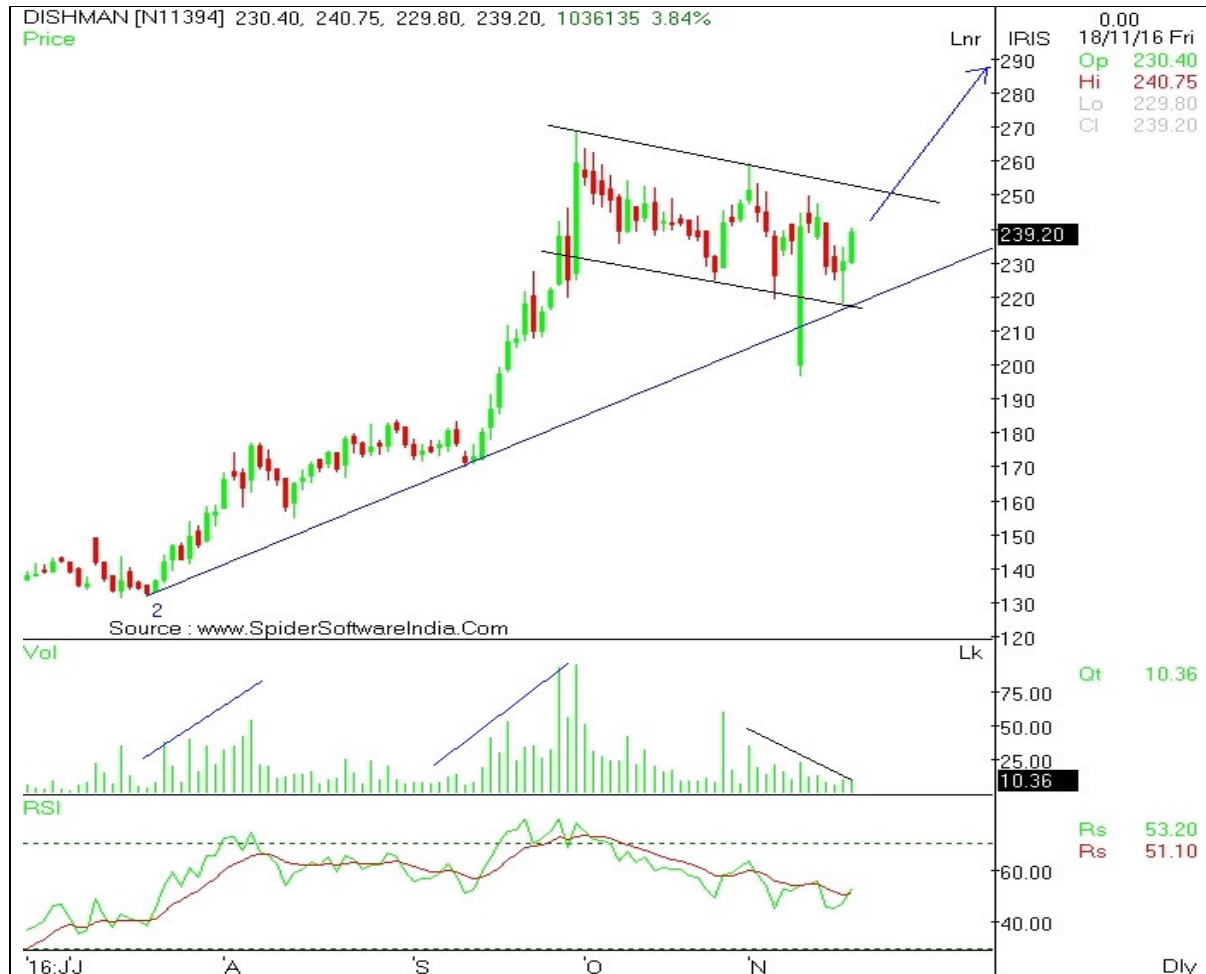 DISHMAN [N11394] 230.40, 240.75, 229.80, 239.20, 1036135 3.84%
0.00
Price
Lnr
IRIS
18/11/16 Fri
Op 230.40
Hi 240.75
Lo 229.80
Cl 239.20
290
280
270
260
250
239.20
230
220
210
200
190
180
170
160
150
140
130
120
2
Source : www.SpiderSoftwareIndia.Com
Vol
Lk
Qt 10.36
75.00
50.00
25.00
10.36
RSI
Rs 53.20
Rs 51.10
60.00
40.00
'16:JJ A S O N Dly